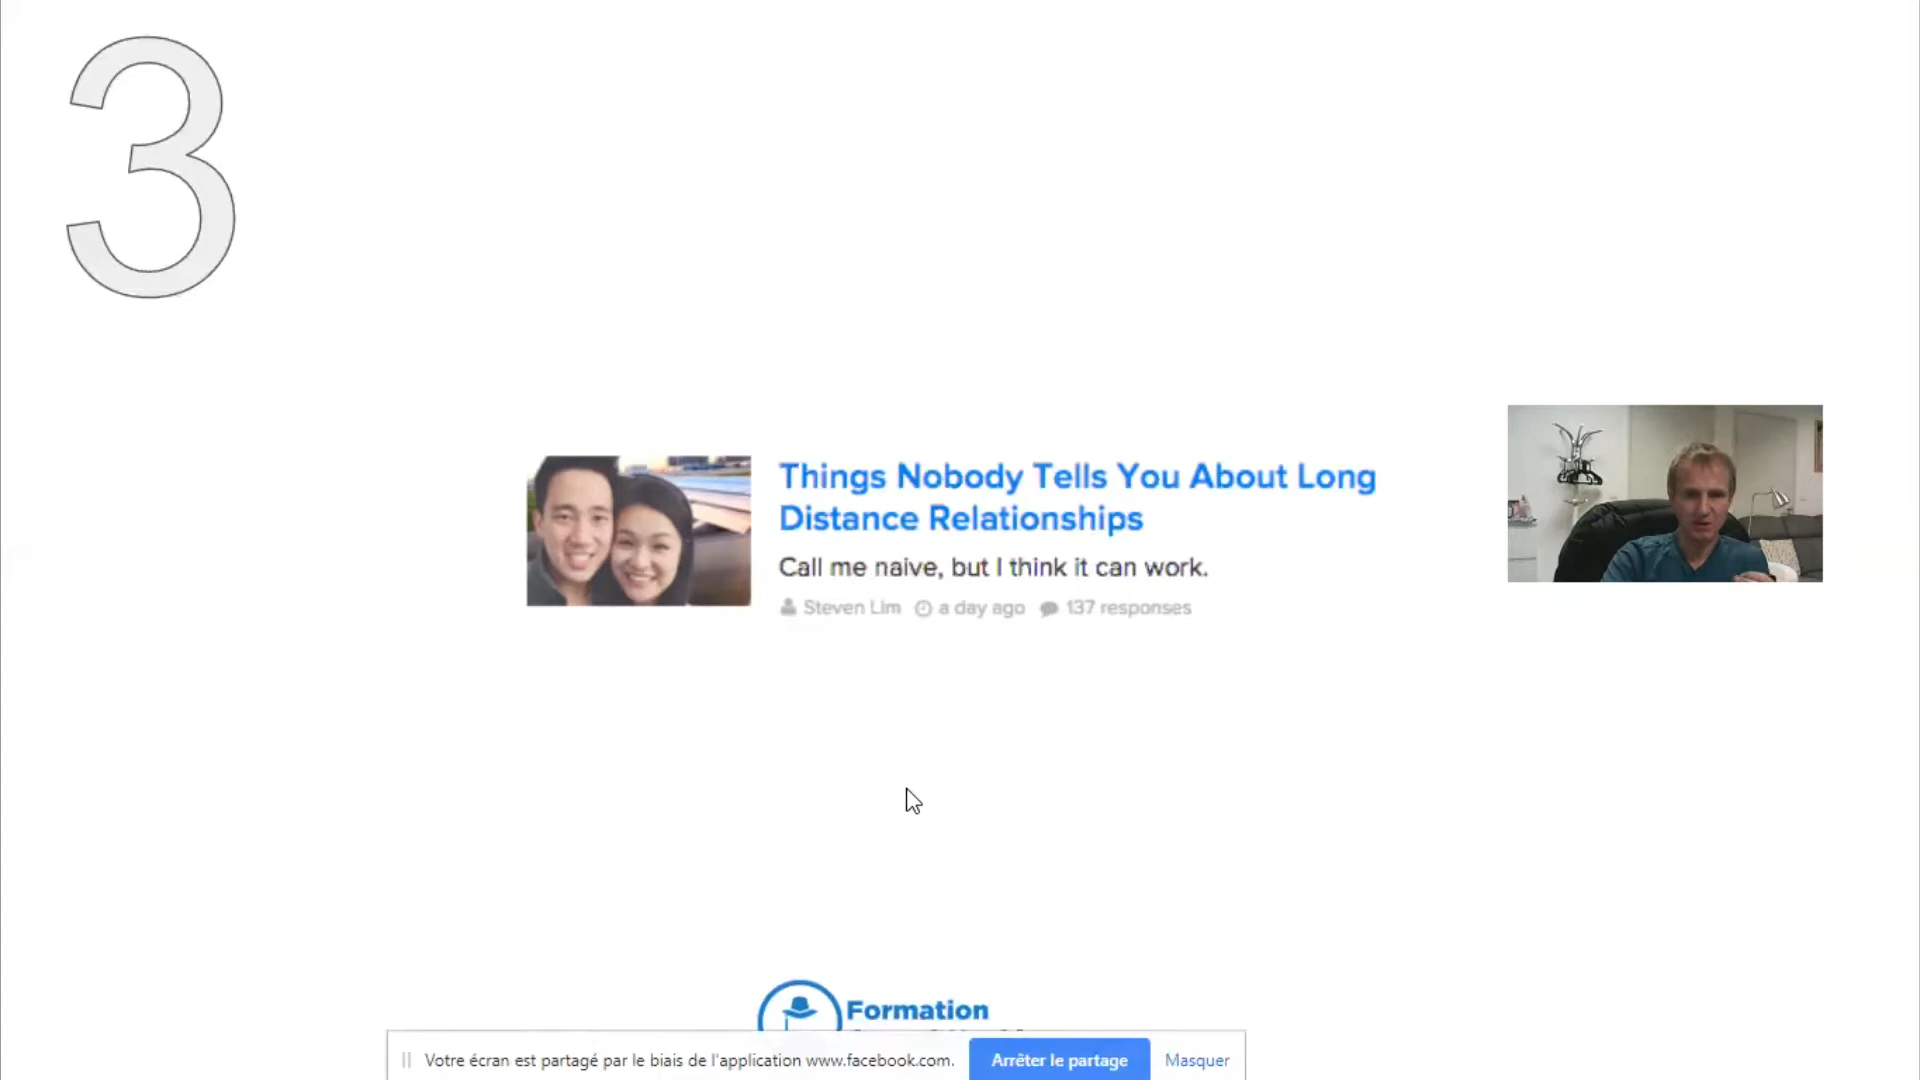 3
Things Nobody Tells You About Long
Distance Relationships
Call me naive, but I think it can work.
Steven Lim a day ago 137 responses
Formation
Votre écran est partagé par le biais de l'application www.facebook.com. Arrêter le partage Masquer